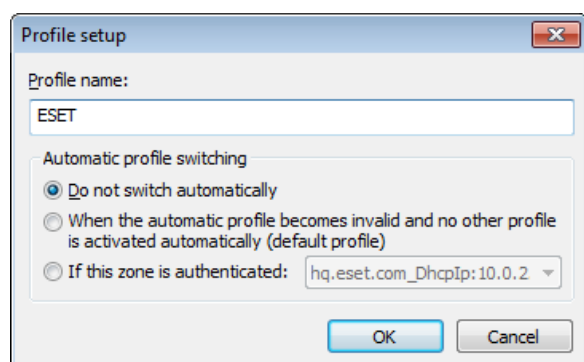 Profile setup
Profile name:
ESET
Automatic profile switching
Do not switch automatically
When the automatic profile becomes invalid and no other profile
is activated automatically (default profile)
If this zone is authenticated: hq.eset.com_DhcpIp:10.0.2
OK Cancel